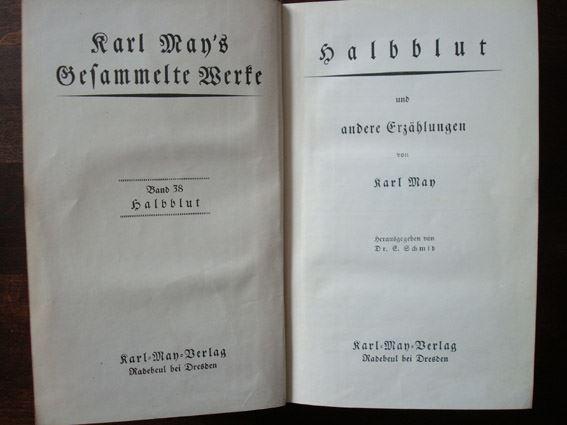 Karl May's
Gesammelte Werke
Band 38
Halbblut
Karl-May-Verlag
Radebeul bei Dresden
Halbblut
und
andere Erzählungen
von
Karl May
Herausgegeben von
Dr. E. Schmid
Karl-May-Verlag
Radebeul bei Dresden